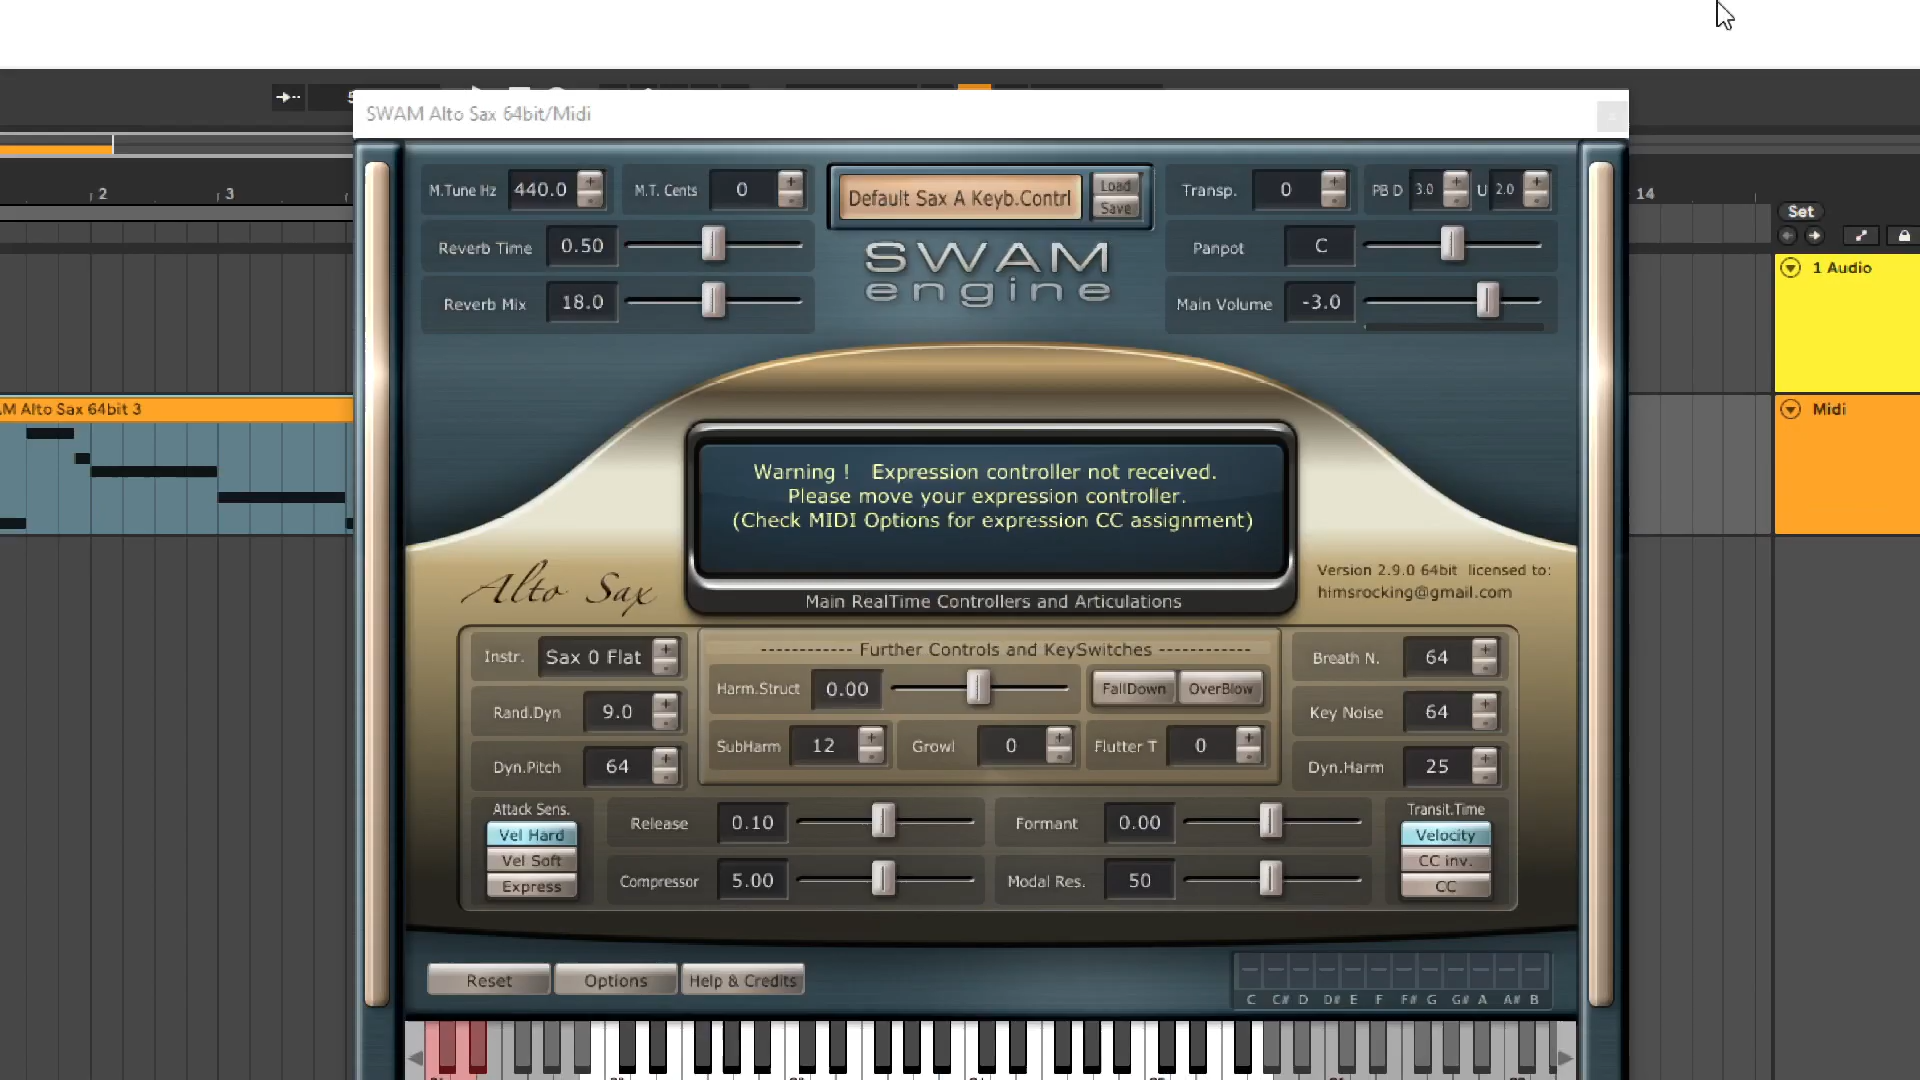 SWAM Alto Sax 64bit/Midi
M.Tune Hz 440.0 + -
M.T. Cents 0 + -
Default Sax A Keyb.Contrl
Load
Save
Transp. 0 + -
PB D 3.0 + - U 2.0 + -
2 3 14
Set
Reverb Time 0.50
SWAM
engine
Panpot C
Reverb Mix 18.0
Main Volume -3.0
1 Audio
AM Alto Sax 64bit 3
Midi
Warning ! Expression controller not received.
Please move your expression controller.
(Check MIDI Options for expression CC assignment)
Alto Sax
Main RealTime Controllers and Articulations
Version 2.9.0 64bit licensed to:
himsrocking@gmail.com
Instr. Sax 0 Flat + -
----------- Further Controls and KeySwitches -----------
Breath N. 64 + -
Harm.Struct 0.00
FallDown OverBlow
Rand.Dyn 9.0 + -
Key Noise 64 + -
SubHarm 12 + -
Growl 0 + -
Flutter T 0 + -
Dyn.Pitch 64 + -
Dyn.Harm 25 + -
Attack Sens.
Vel Hard
Vel Soft
Express
Release 0.10
Formant 0.00
Compressor 5.00
Modal Res. 50
Transit.Time
Velocity
CC inv.
CC
Reset Options Help & Credits
C C# D D# E F F# G G# A A# B